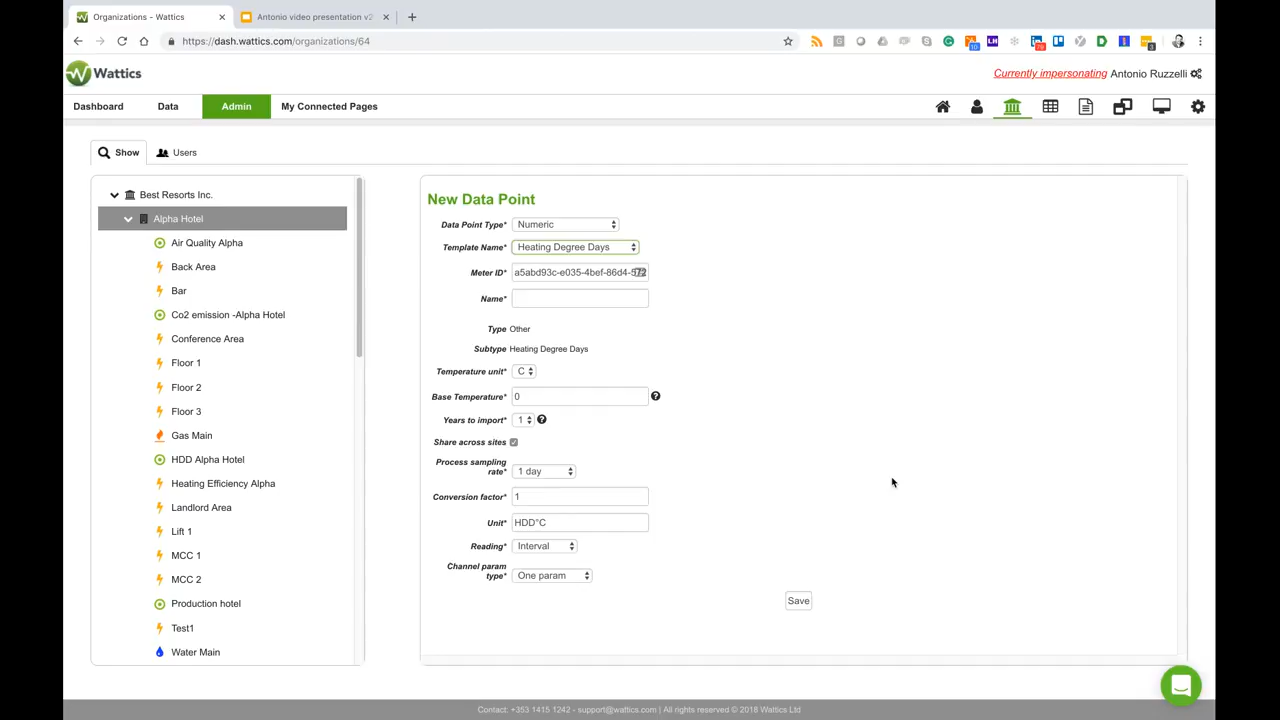 Organizations - Wattics
Antonio video presentation v2
https://dash.wattics.com/organizations/64
Wattics
Currently impersonating Antonio Ruzzelli
Dashboard Data Admin My Connected Pages
Show Users
Best Resorts Inc.
Alpha Hotel
Air Quality Alpha
Back Area
Bar
Co2 emission -Alpha Hotel
Conference Area
Floor 1
Floor 2
Floor 3
Gas Main
HDD Alpha Hotel
Heating Efficiency Alpha
Landlord Area
Lift 1
MCC 1
MCC 2
Production hotel
Test1
Water Main
New Data Point
Data Point Type* Numeric
Template Name* Heating Degree Days
Meter ID* a5abd93c-e035-4bef-86d4-
Name*
Type Other
Subtype Heating Degree Days
Temperature unit* C
Base Temperature* 0
Years to import* 1
Share across sites
Process sampling
rate* 1 day
Conversion factor* 1
Unit* HDD°C
Reading* Interval
Channel param
type* One param
Save
Contact: +353 1415 1242 - support@wattics.com | All rights reserved © 2018 Wattics Ltd